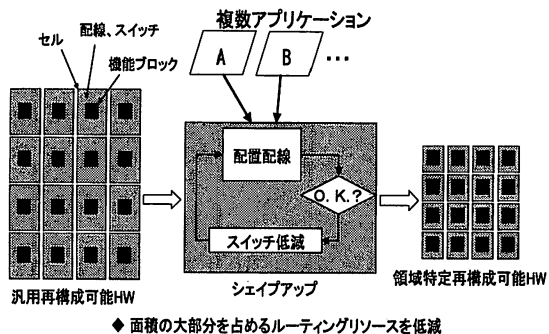 複数アプリケーション
配線、スイッチ
セル
機能ブロック
A
B
・・・
配置配線
O. K. ?
スイッチ低減
シェイプアップ
汎用再構成可能HW
領域特定再構成可能HW
◆ 面積の大部分を占めるルーティングリソースを低減